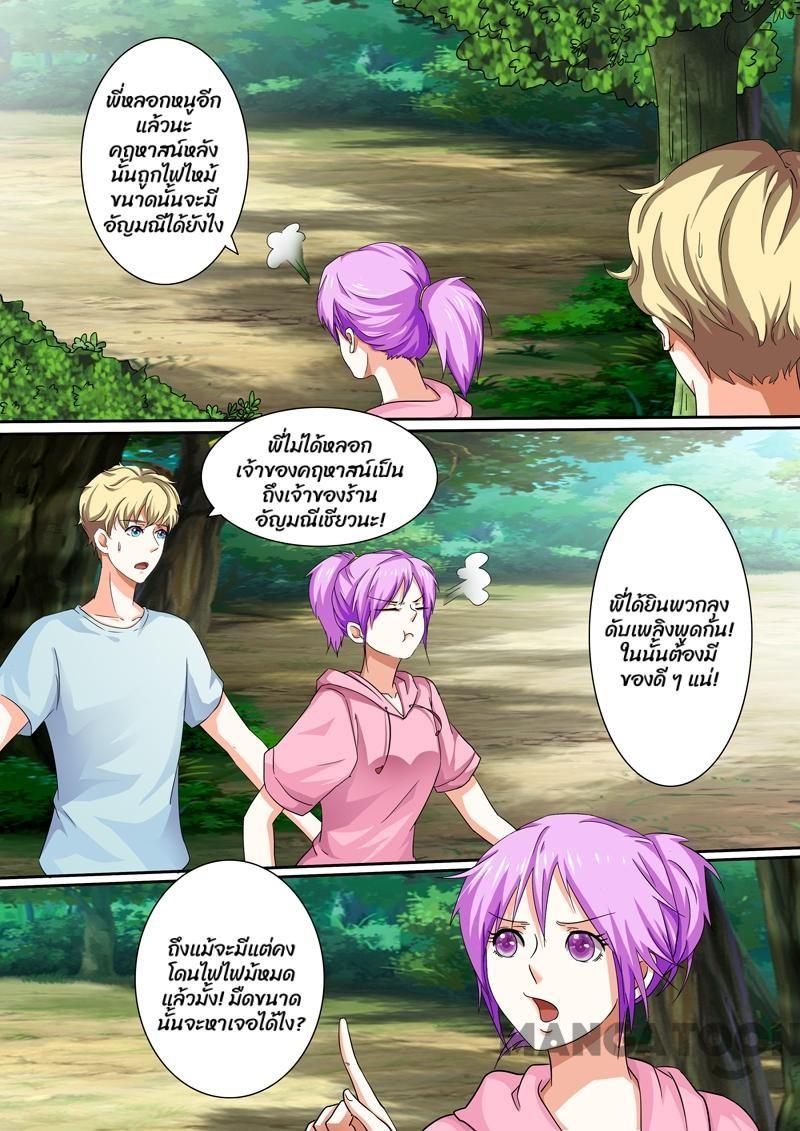 พี่หลอกหนูอีก
แล้วนะ
คฤหาสน์หลัง
นั้นถูกไฟไหม้
ขนาดนั้นจะมี
อัญมณีได้ยังไง
พี่ไม่ได้หลอก
เจ้าของคฤหาสน์เป็น
ถึงเจ้าของร้าน
อัญมณีเชียวนะ!
พี่ได้ยินพวกลุง
ดับเพลิงพูดกัน!
ในนั้นต้องมี
ของดี ๆ แน่!
ถึงแม้จะมีแต่คง
โดนไฟไฟม้หมด
แล้วมั้ง! มืดขนาด
นั้นจะหาเจอได้ไง?
MANGATOON